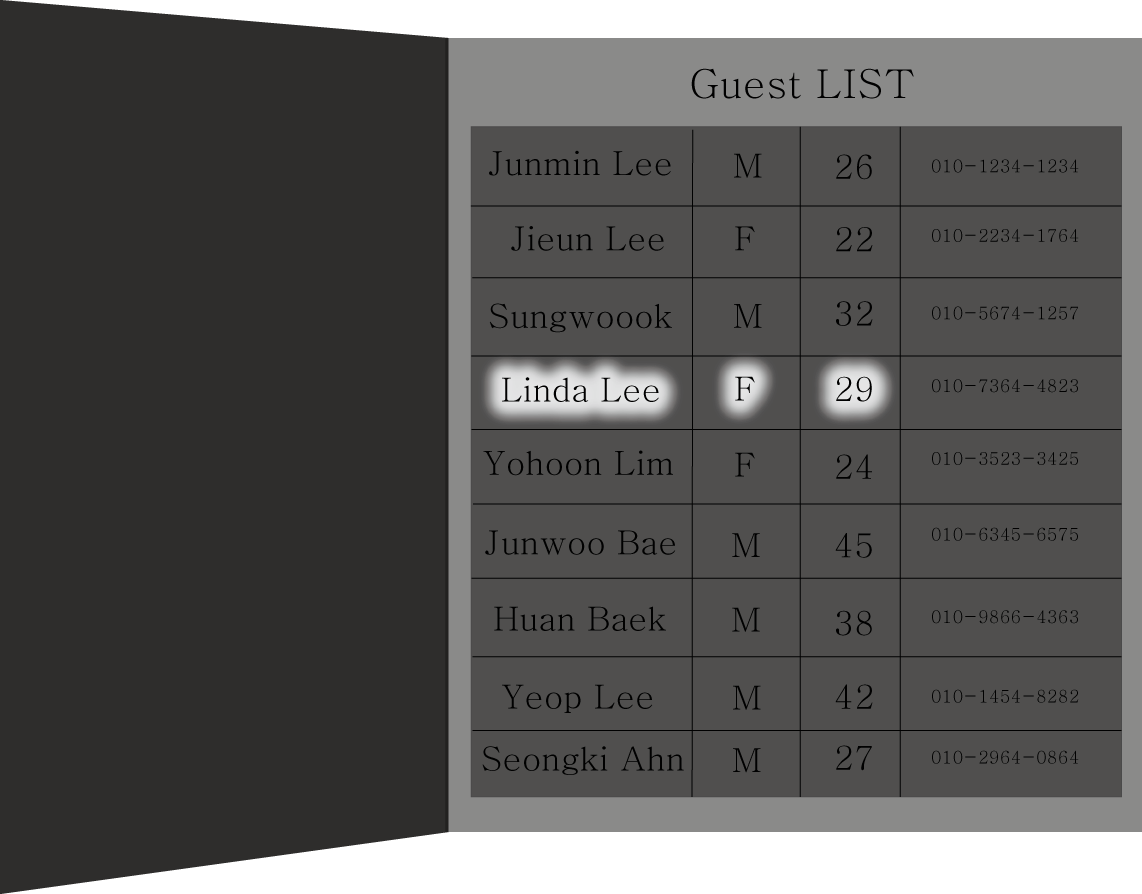 Guest LIST
Junmin Lee M 26 010-1234-1234
Jieun Lee F 22 010-2234-1764
Sungwoook M 32 010-5674-1257
Linda Lee F 29 010-7364-4823
Yohoon Lim F 24 010-3523-3425
Junwoo Bae M 45 010-6345-6575
Huan Baek M 38 010-9866-4363
Yeop Lee M 42 010-1454-8282
Seongki Ahn M 27 010-2964-0864